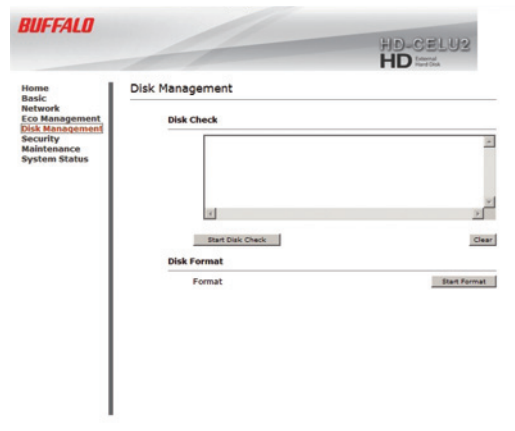 BUFFALO
HD-CELU2
HD External
Hard Disk
Home
Basic
Network
Eco Management
Disk Management
Security
Maintenance
System Status
Disk Management
Disk Check
Start Disk Check
Clear
Disk Format
Format
Start Format